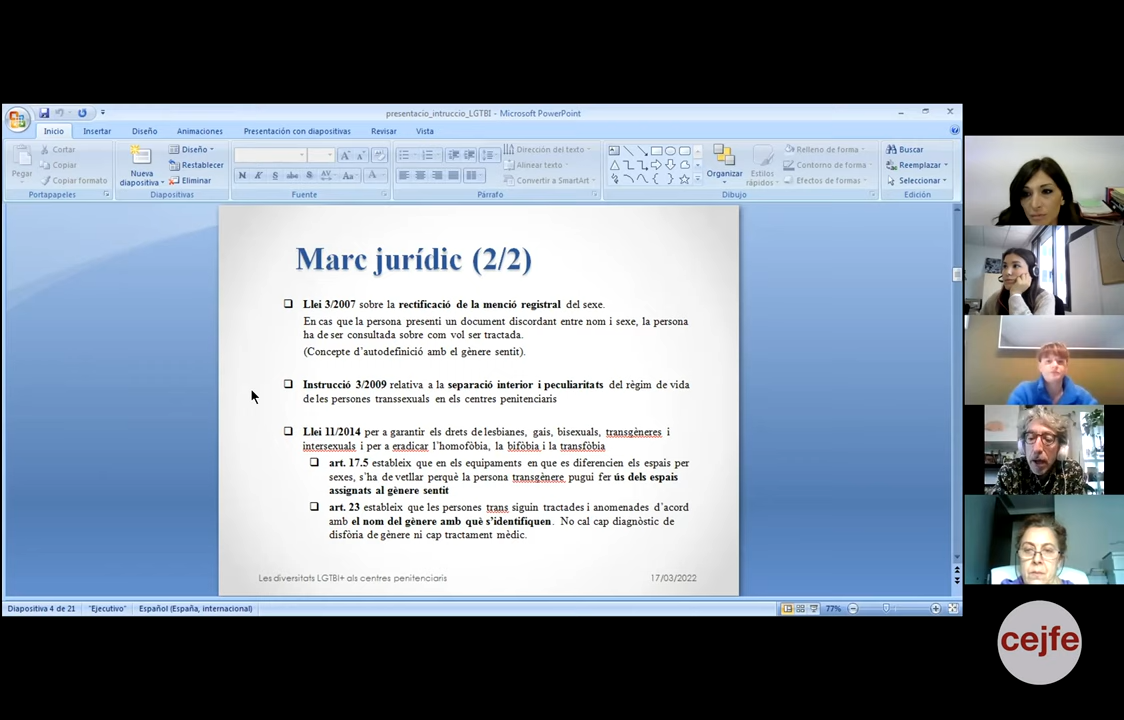 presentacio_intruccio_LGTBI - Microsoft PowerPoint
Inicio Insertar Diseño Animaciones Presentación con diapositivas Revisar Vista
Pegar
Cortar
Copiar
Copiar formato
Portapapeles
Nueva diapositiva
Diseño
Restablecer
Eliminar
Diapositivas
Fuente
Dirección del texto
Alinear texto
Convertir a SmartArt
Párrafo
Organizar
Estilos rápidos
Relleno de forma
Contorno de forma
Efectos de formas
Dibujo
Buscar
Reemplazar
Seleccionar
Edición
Marc jurídic (2/2)
Llei 3/2007 sobre la rectificació de la menció registral del sexe.
En cas que la persona presenti un document discordant entre nom i sexe, la persona
ha de ser consultada sobre com vol ser tractada.
(Concepte d'autodefinició amb el gènere sentit).
Instrucció 3/2009 relativa a la separació interior i peculiaritats del règim de vida
de les persones transsexuals en els centres penitenciaris
Llei 11/2014 per a garantir els drets de lesbianes, gais, bisexuals, transgèneres i
intersexuals i per a eradicar l'homofòbia, la bifòbia i la transfòbia
art. 17.5 estableix que en els equipaments en que es diferencien els espais per
sexes, s'ha de vetllar perquè la persona transgènere pugui fer ús dels espais
assignats al gènere sentit
art. 23 estableix que les persones trans siguin tractades i anomenades d'acord
amb el nom del gènere amb què s'identifiquen. No cal cap diagnòstic de
disfòria de gènere ni cap tractament mèdic.
Les diversitats LGTBI+ als centres penitenciaris 17/03/2022
Diapositiva 4 de 21 "Ejecutivo" Español (España, internacional) 77%
cejfe